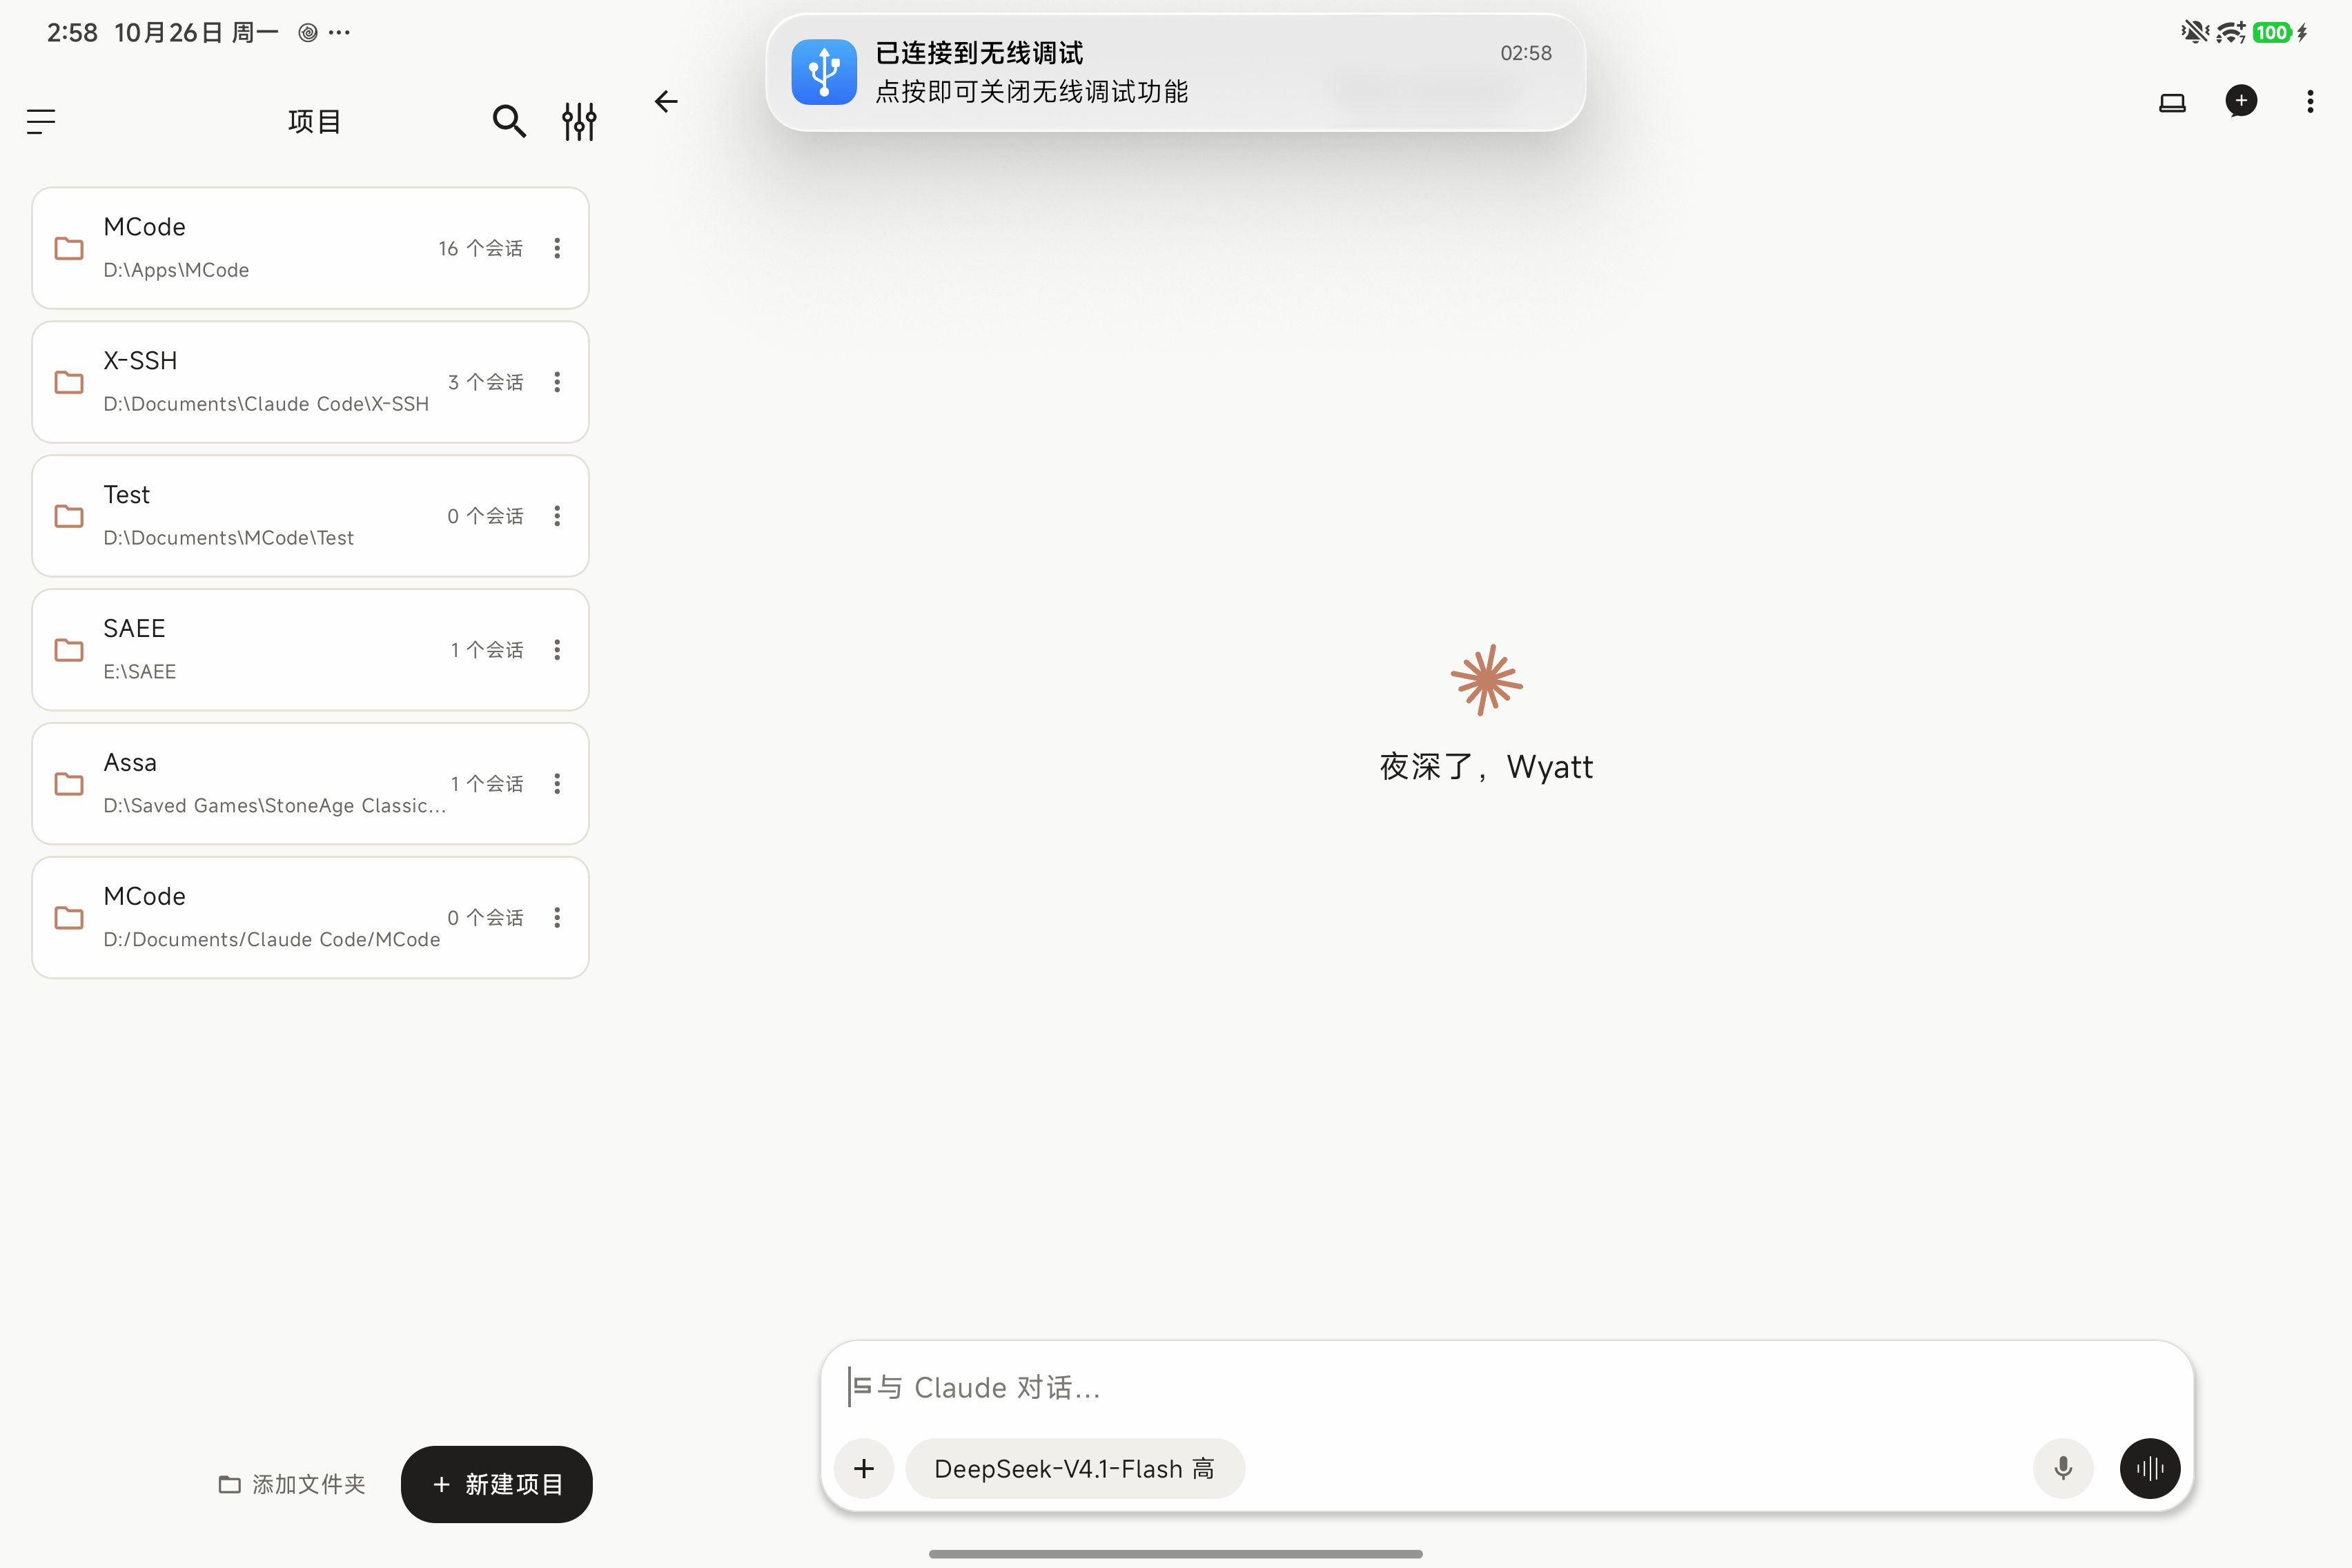 2:58 10月26日 周一
100
已连接到无线调试
02:58
点按即可关闭无线调试功能
项目
MCode
D:\Apps\MCode
16 个会话
X-SSH
D:\Documents\Claude Code\X-SSH
3 个会话
Test
D:\Documents\MCode\Test
0 个会话
SAEE
E:\SAEE
1 个会话
Assa
D:\Saved Games\StoneAge Classic...
1 个会话
MCode
D:/Documents/Claude Code/MCode
0 个会话
添加文件夹
+ 新建项目
夜深了，Wyatt
与 Claude 对话...
DeepSeek-V4.1-Flash 高